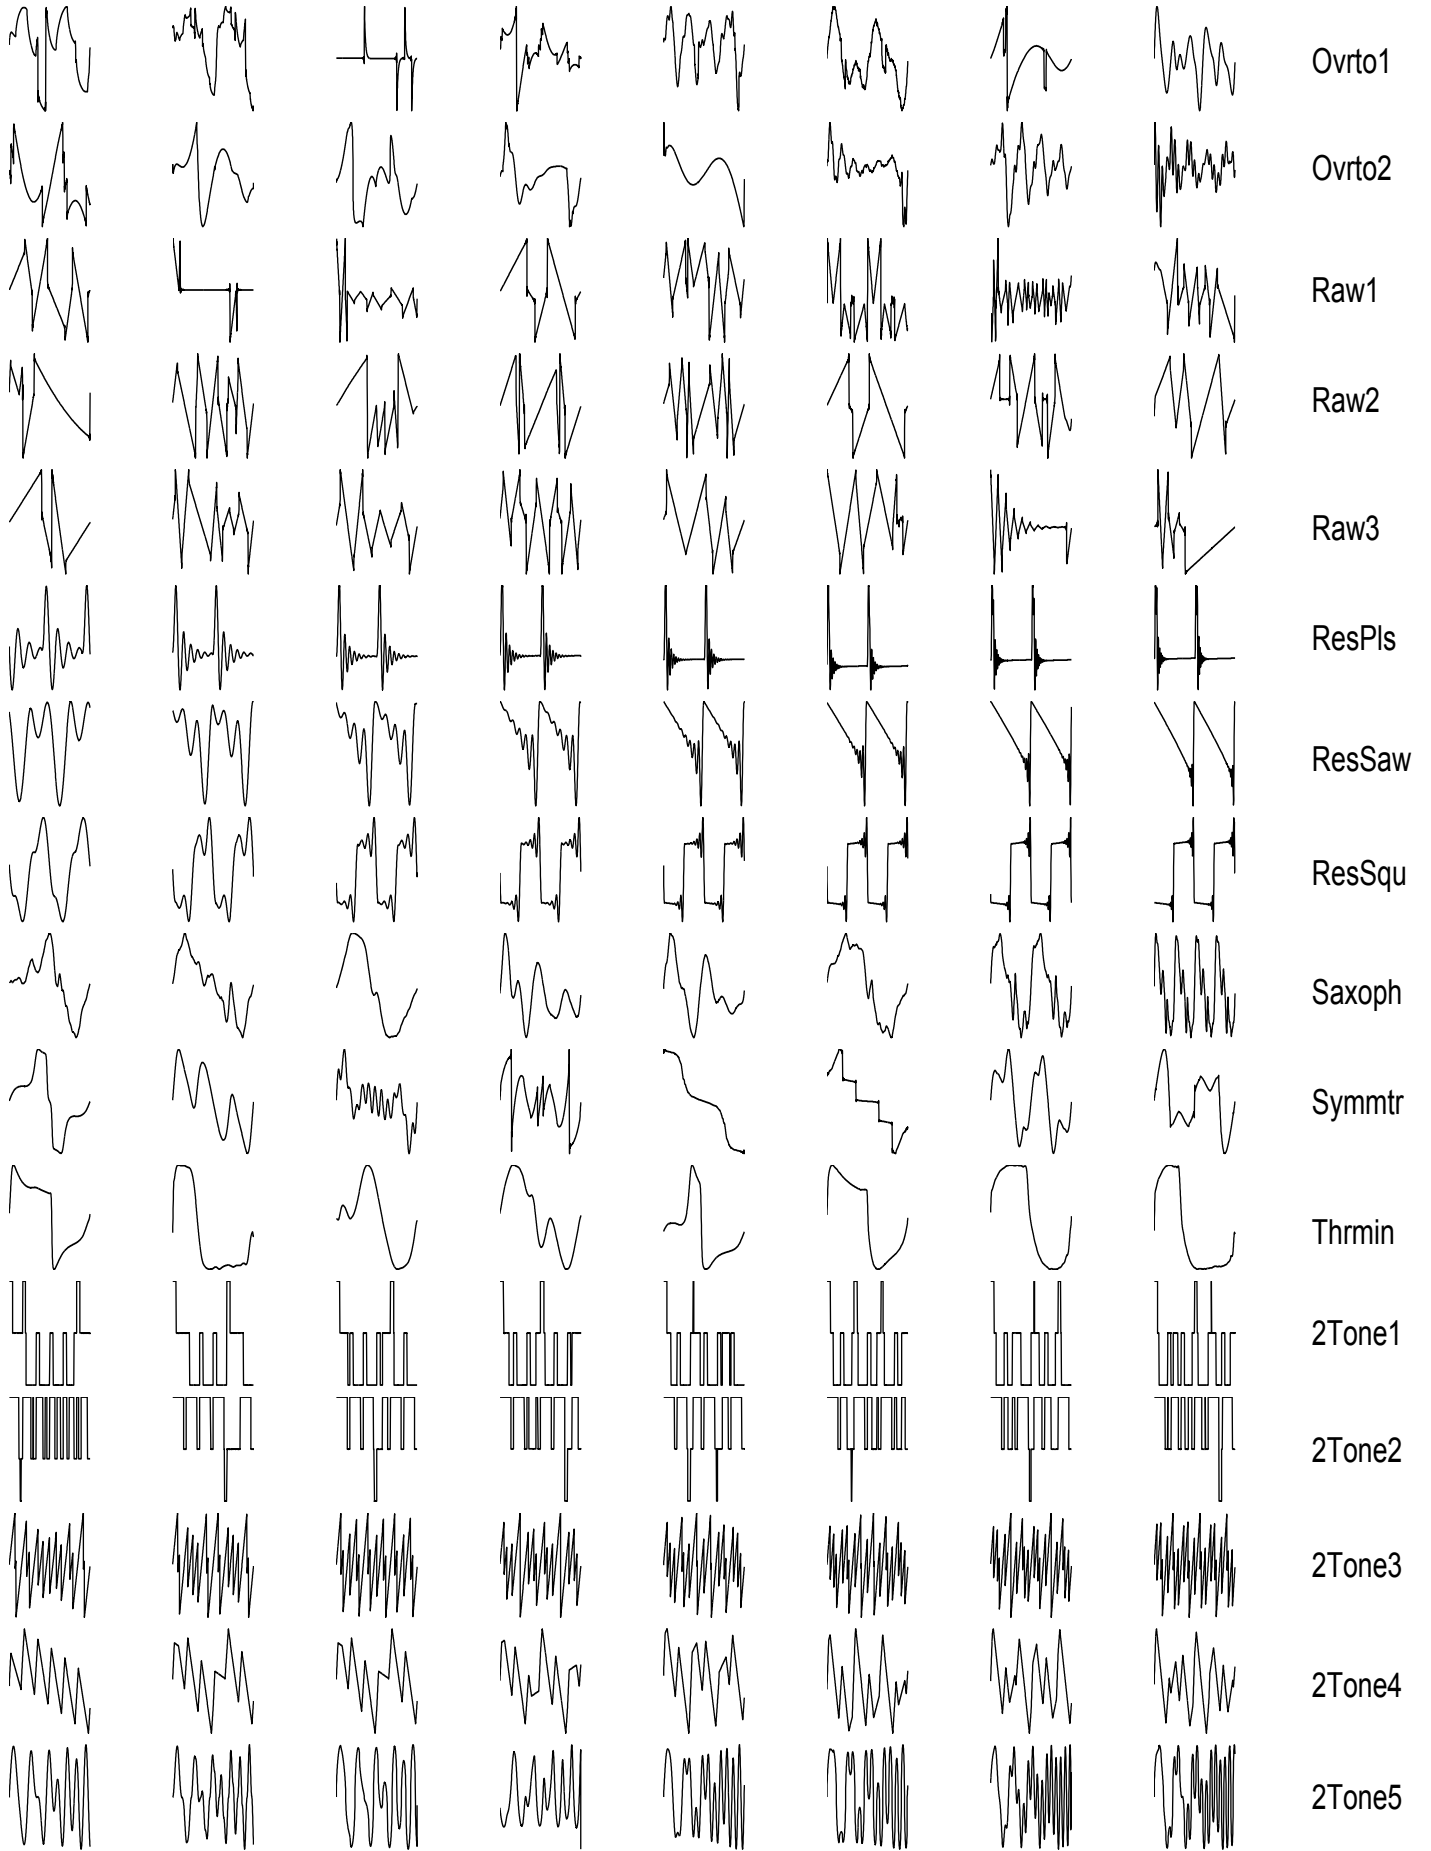 Ovrto1
Ovrto2
Raw1
Raw2
Raw3
ResPls
ResSaw
ResSqu
Saxoph
Symmtr
Thrmin
2Tone1
2Tone2
2Tone3
2Tone4
2Tone5